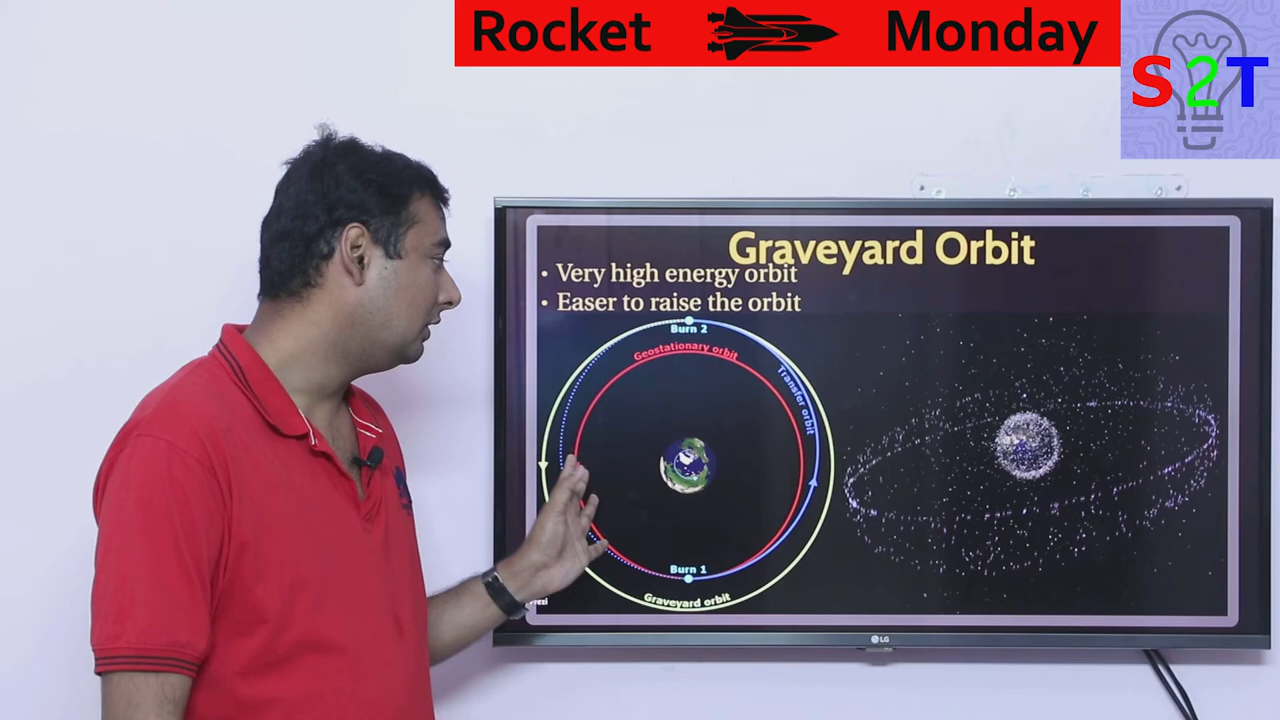 Rocket Monday
S2T
Graveyard Orbit
• Very high energy orbit
• Easer to raise the orbit
Burn 2
Geostationary orbit
Transfer orbit
Burn 1
Graveyard orbit
LG